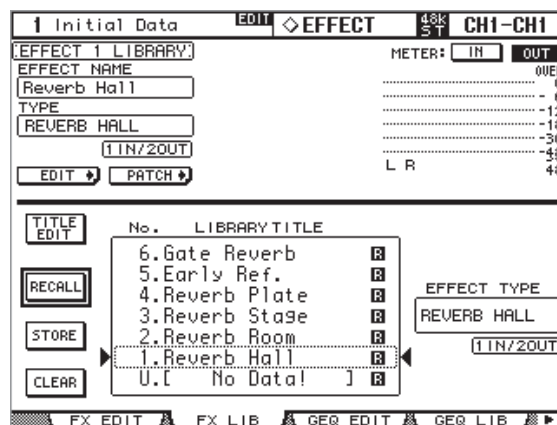 1 Initial Data EDIT ◇EFFECT 48k ST CH1-CH1
EFFECT 1 LIBRARY
METER: IN OUT
EFFECT NAME
Reverb Hall
TYPE
REVERB HALL
1IN/2OUT
EDIT PATCH
L R
TITLE EDIT
No. LIBRARY TITLE
6.Gate Reverb R
5.Early Ref. R
4.Reverb Plate R
3.Reverb Stage R
2.Reverb Room R
1.Reverb Hall R
U.[ No Data! ] R
RECALL
STORE
CLEAR
EFFECT TYPE
REVERB HALL
1IN/2OUT
FX EDIT FX LIB GEQ EDIT GEQ LIB